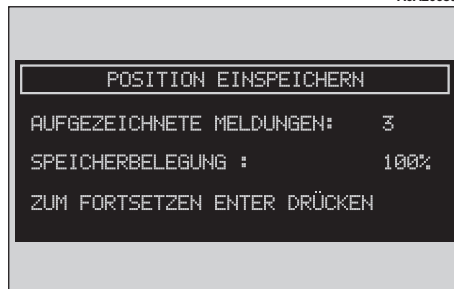 POSITION EINSPEICHERN
AUFGEZEICHNETE MELDUNGEN: 3
SPEICHERBELEGUNG : 100%
ZUM FORTSETZEN ENTER DRÜCKEN